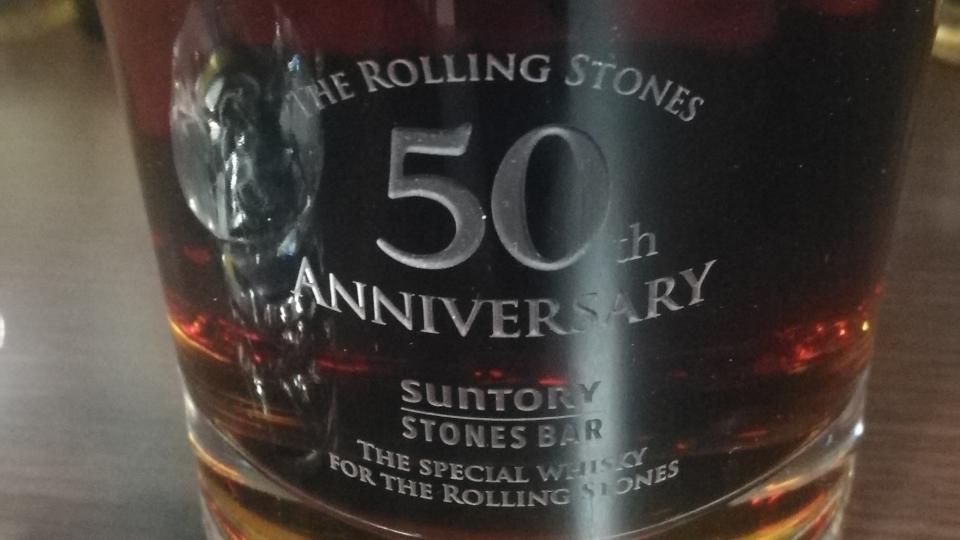 THE ROLLING STONES
50th
ANNIVERSARY
SUNTORY
STONES BAR
THE SPECIAL WHISKY
FOR THE ROLLING STONES